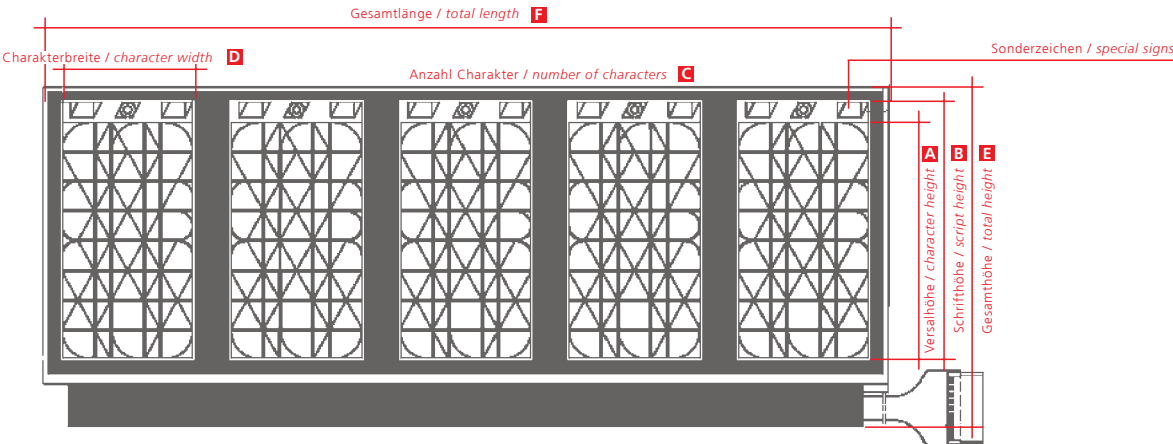 Gesamtlänge / total length F
Charakterbreite / character width D
Sonderzeichen / special signs
Anzahl Charakter / number of characters C
Versalhöhe / character height A
Schrifthöhe / script height B
Gesamthöhe / total height E